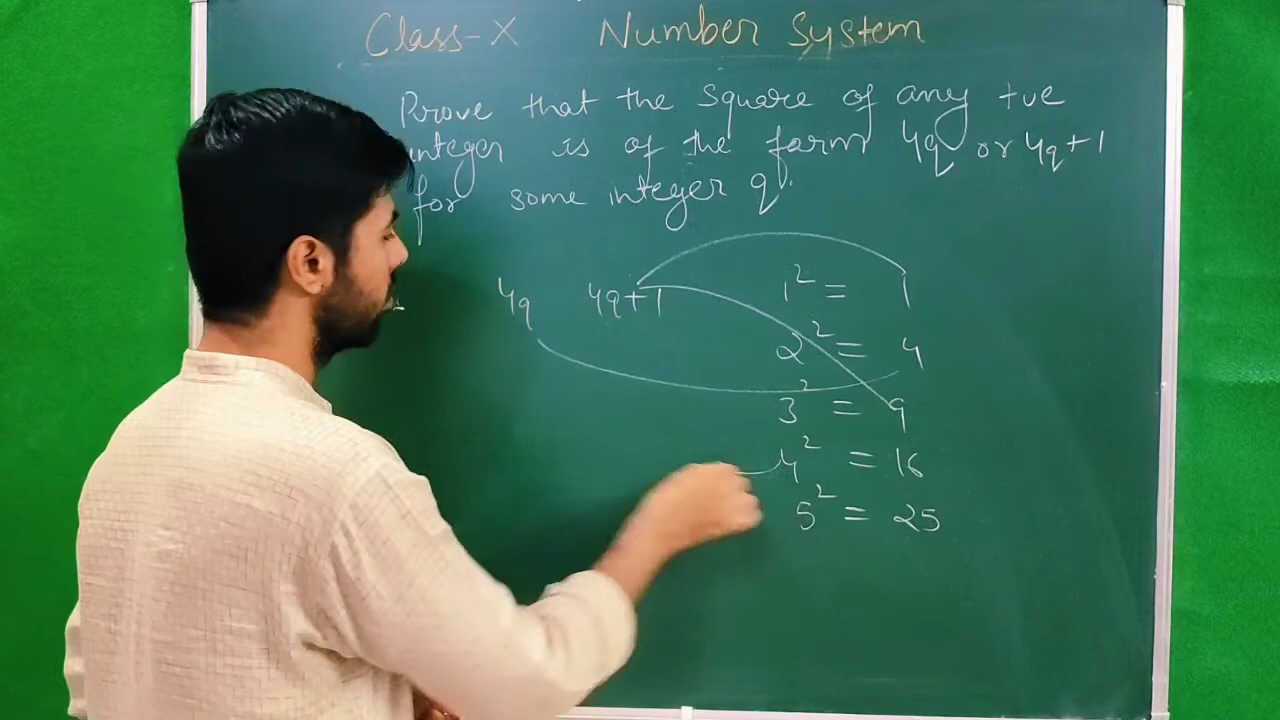 Class-X Number System
Prove that the square of any +ve
integer is of the form 4q or 4q+1
for some integer q.
4q 4q+1 1² = 1
2² = 4
3² = 9
4² = 16
5² = 25